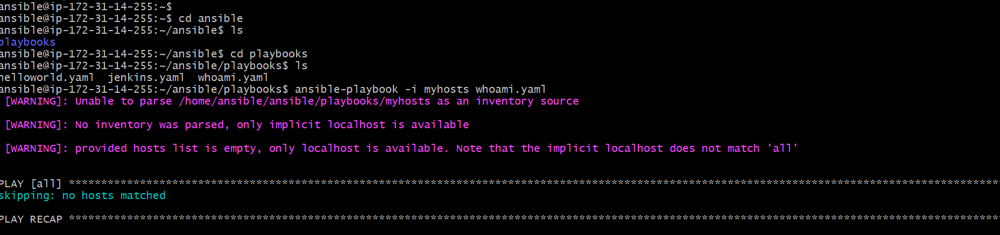 ansible@ip-172-31-14-255:~$
ansible@ip-172-31-14-255:~$ cd ansible
ansible@ip-172-31-14-255:~/ansible$ ls
playbooks
ansible@ip-172-31-14-255:~/ansible$ cd playbooks
ansible@ip-172-31-14-255:~/ansible/playbooks$ ls
helloworld.yaml  jenkins.yaml  whoami.yaml
ansible@ip-172-31-14-255:~/ansible/playbooks$ ansible-playbook -i myhosts whoami.yaml
[WARNING]: Unable to parse /home/ansible/ansible/playbooks/myhosts as an inventory source
[WARNING]: No inventory was parsed, only implicit localhost is available
[WARNING]: provided hosts list is empty, only localhost is available. Note that the implicit localhost does not match 'all'
PLAY [all] ************************************************************************************************************************************************
skipping: no hosts matched
PLAY RECAP ************************************************************************************************************************************************